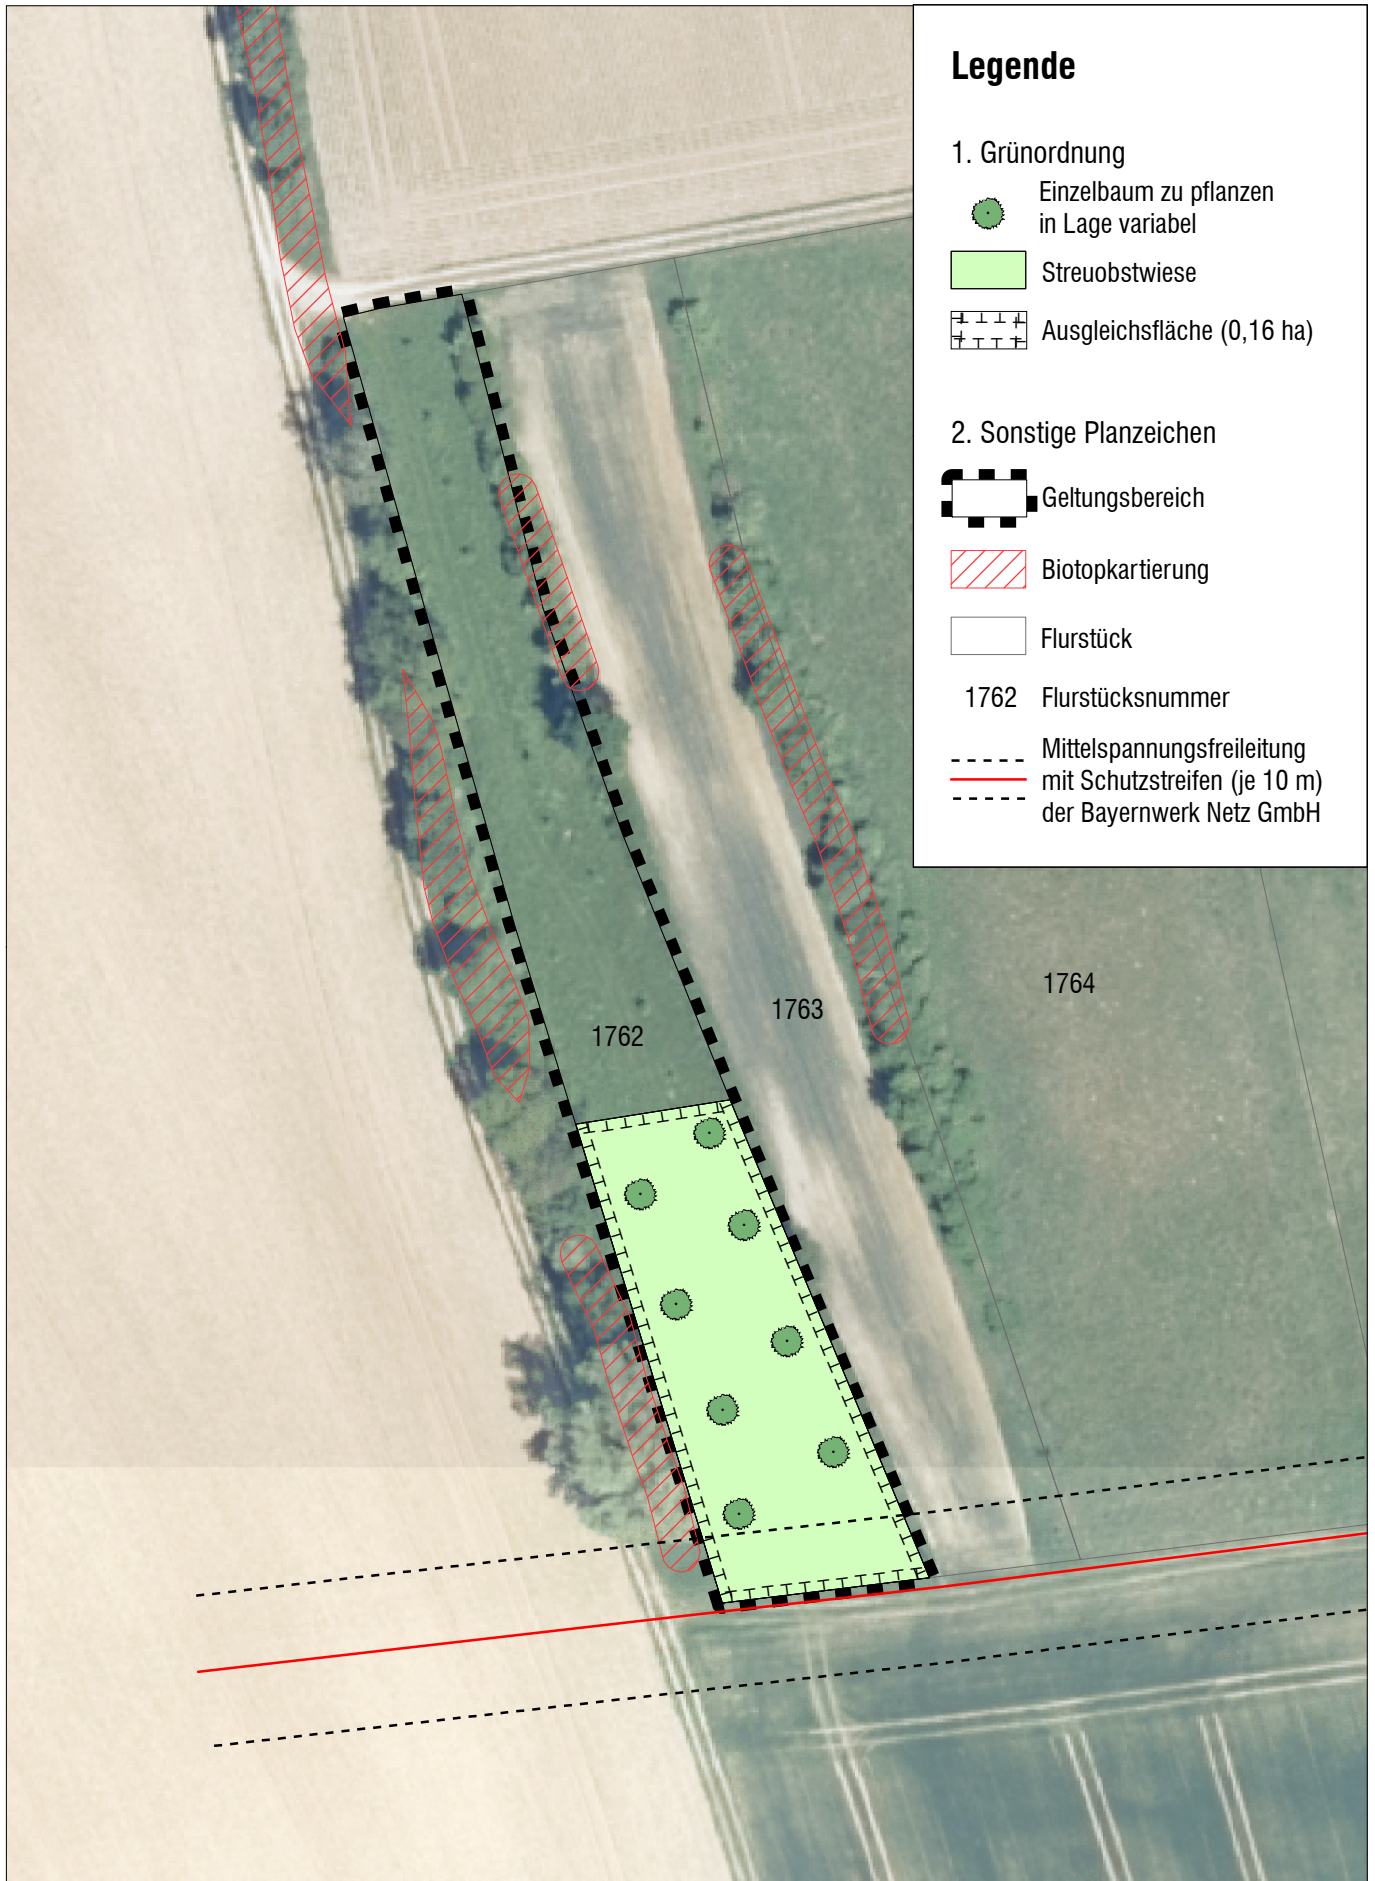 Legende
1. Grünordnung
Einzelbaum zu pflanzen
in Lage variabel
Streuobstwiese
Ausgleichsfläche (0,16 ha)
2. Sonstige Planzeichen
Geltungsbereich
Biotopkartierung
Flurstück
1762 Flurstücksnummer
Mittelspannungsfreileitung
mit Schutzstreifen (je 10 m)
der Bayernwerk Netz GmbH
1764
1763
1762